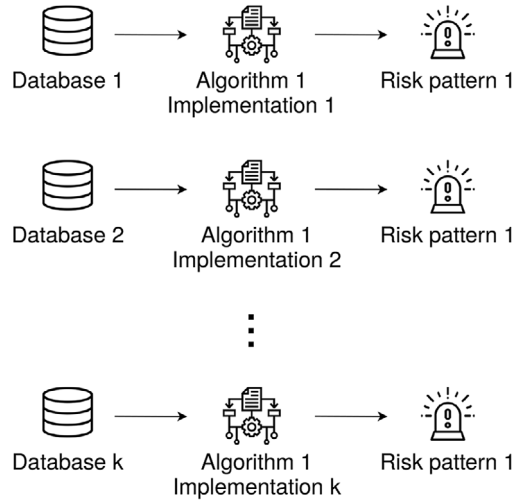 Database 1
Algorithm 1
Implementation 1
Risk pattern 1
Database 2
Algorithm 1
Implementation 2
Risk pattern 1
Database k
Algorithm 1
Implementation k
Risk pattern 1